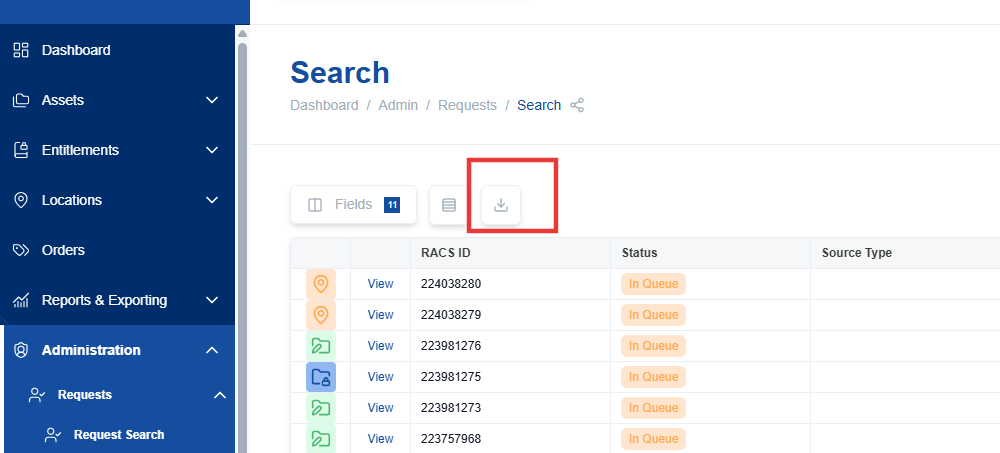 Dashboard
Assets
Entitlements
Locations
Orders
Reports & Exporting
Administration
Requests
Request Search
Search
Dashboard / Admin / Requests / Search
Fields 11
RACS ID Status Source Type
View 224038280 In Queue
View 224038279 In Queue
View 223981276 In Queue
View 223981275 In Queue
View 223981273 In Queue
View 223757968 In Queue